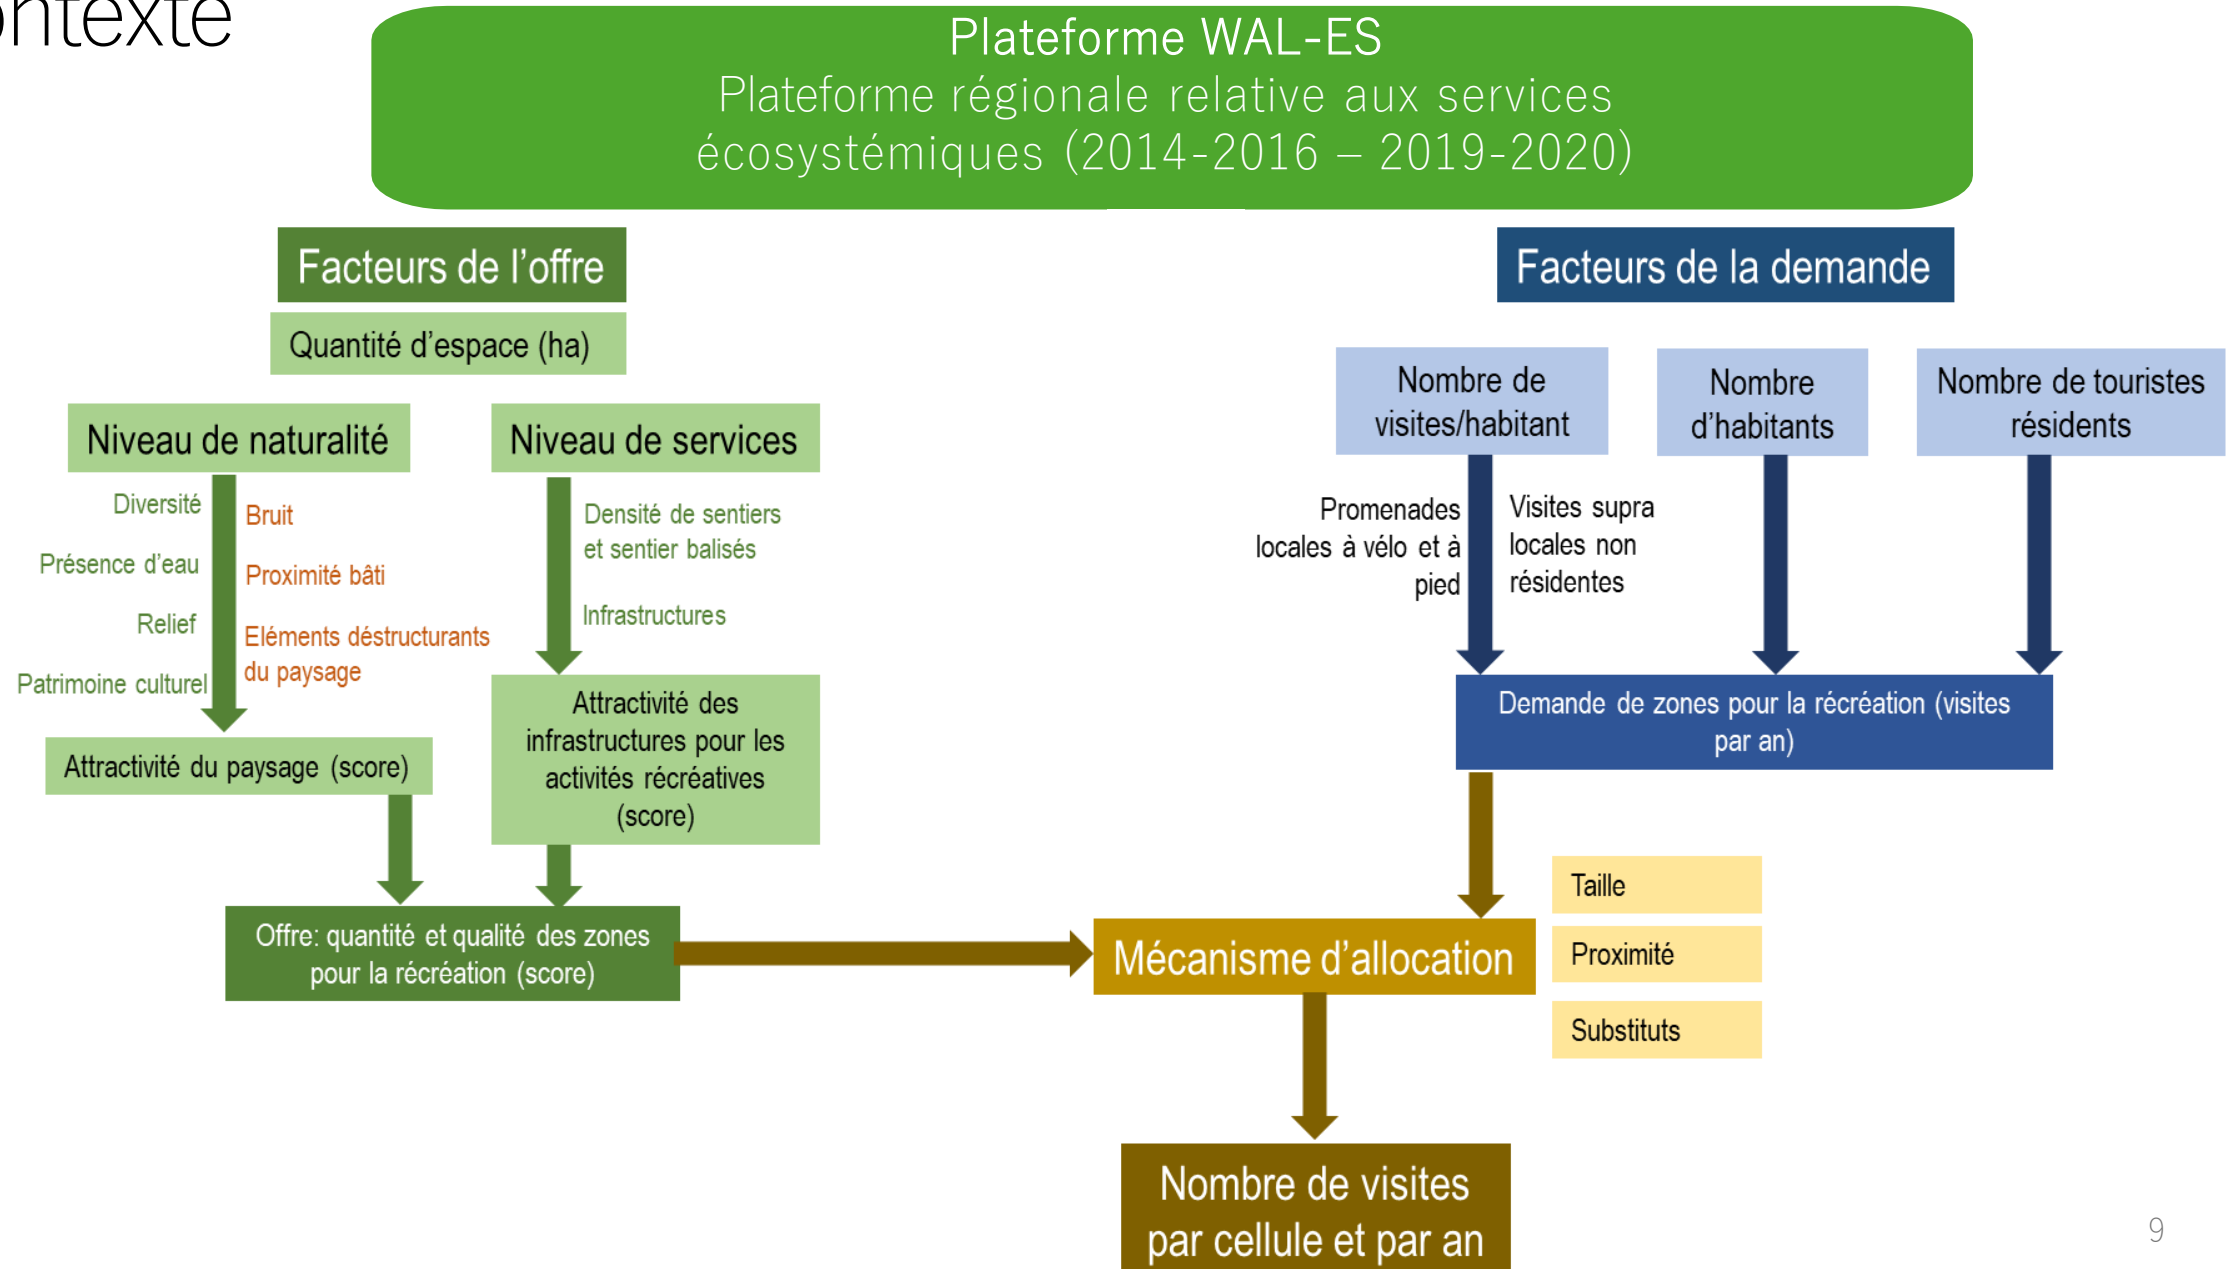 ontexte
Plateforme WAL-ES
Plateforme régionale relative aux services
écosystémiques (2014-2016 – 2019-2020)
Facteurs de l’offre
Quantité d’espace (ha)
Niveau de naturalité
Niveau de services
Diversité
Présence d’eau
Relief
Patrimoine culturel
Bruit
Proximité bâti
Eléments déstructurants
du paysage
Densité de sentiers
et sentier balisés
Infrastructures
Attractivité du paysage (score)
Attractivité des
infrastructures pour les
activités récréatives
(score)
Offre: quantité et qualité des zones
pour la récréation (score)
Facteurs de la demande
Nombre de
visites/habitant
Nombre
d’habitants
Nombre de touristes
résidents
Promenades
locales à vélo et à
pied
Visites supra
locales non
résidentes
Demande de zones pour la récréation (visites
par an)
Mécanisme d’allocation
Taille
Proximité
Substituts
Nombre de visites
par cellule et par an
9